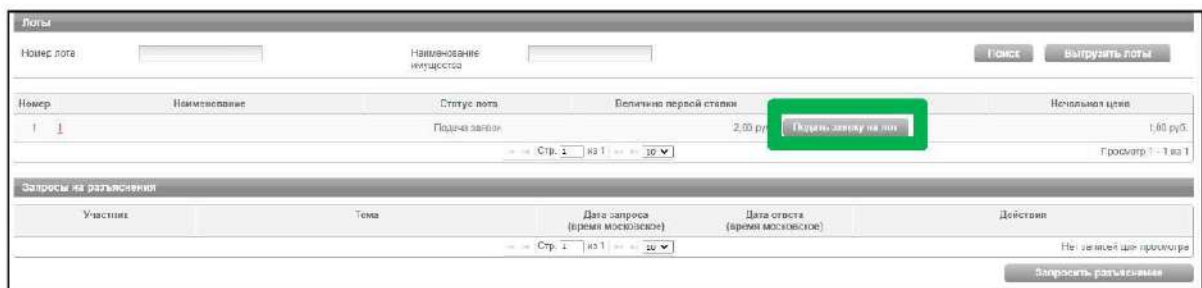 Лоты
Номер лота Наименование имущества Поиск Выгрузить лоты
Номер Наименование Статус лота Величина первой ставки Начальная цена
1 1 Подача заявок 2,00 руб. Подать заявку на лот 1,00 руб.
Стр. 1 из 1 10 Просмотр 1 - 1 из 1
Запросы на разъяснения
Участник Тема Дата запроса (время московское) Дата ответа (время московское) Действия
Стр. 1 из 1 10 Нет записей для просмотра
Запросить разъяснения